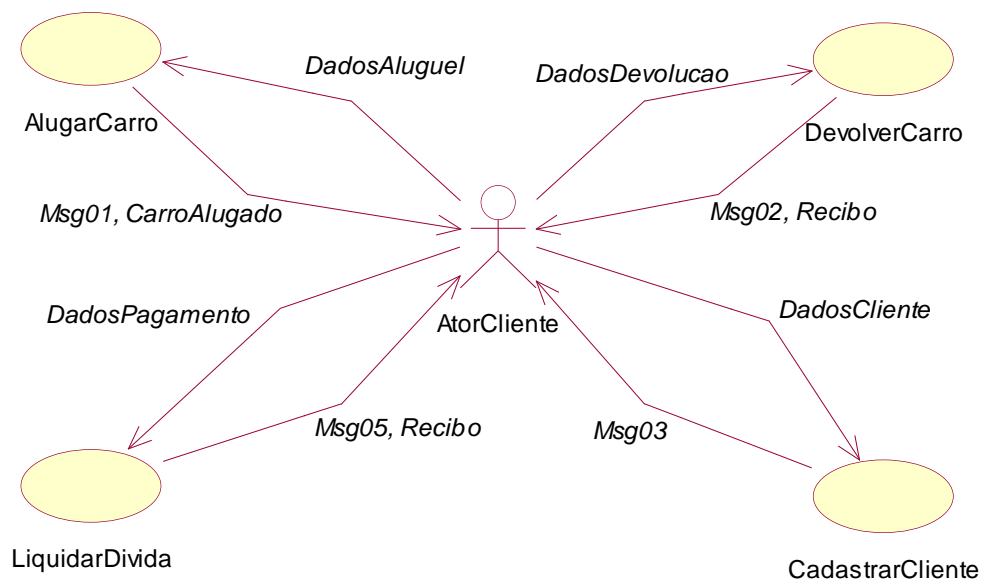 DadosAluguel
DadosDevolucao
AlugarCarro
DevolverCarro
Msg01, CarroAlugado
Msg02, Recibo
DadosPagamento
AtorCliente
DadosCliente
Msg05, Recibo
Msg03
LiquidarDivida
CadastrarCliente